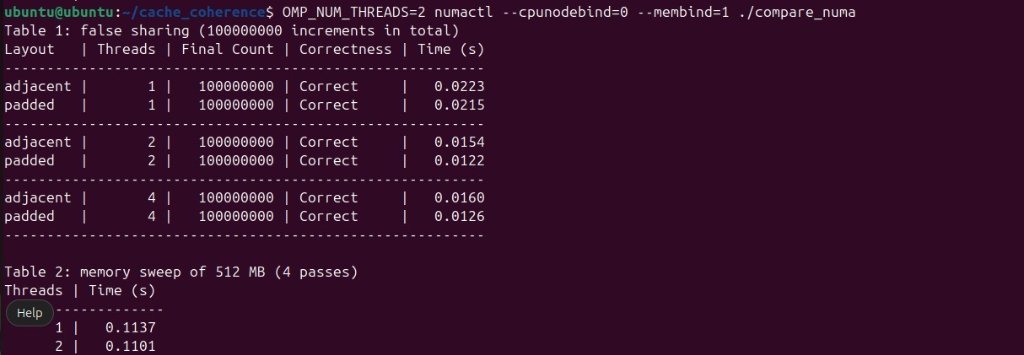 ubuntu@ubuntu:~/cache_coherence$ OMP_NUM_THREADS=2 numactl --cpunodebind=0 --membind=1 ./compare_numa
Table 1: false sharing (100000000 increments in total)
Layout   | Threads | Final Count | Correctness | Time (s)
-----------------------------------------------------------
adjacent |       1 |   100000000 | Correct     |   0.0223
padded   |       1 |   100000000 | Correct     |   0.0215
-----------------------------------------------------------
adjacent |       2 |   100000000 | Correct     |   0.0154
padded   |       2 |   100000000 | Correct     |   0.0122
-----------------------------------------------------------
adjacent |       4 |   100000000 | Correct     |   0.0160
padded   |       4 |   100000000 | Correct     |   0.0126
-----------------------------------------------------------
Table 2: memory sweep of 512 MB (4 passes)
Threads | Time (s)
Help -------------
      1 |   0.1137
      2 |   0.1101